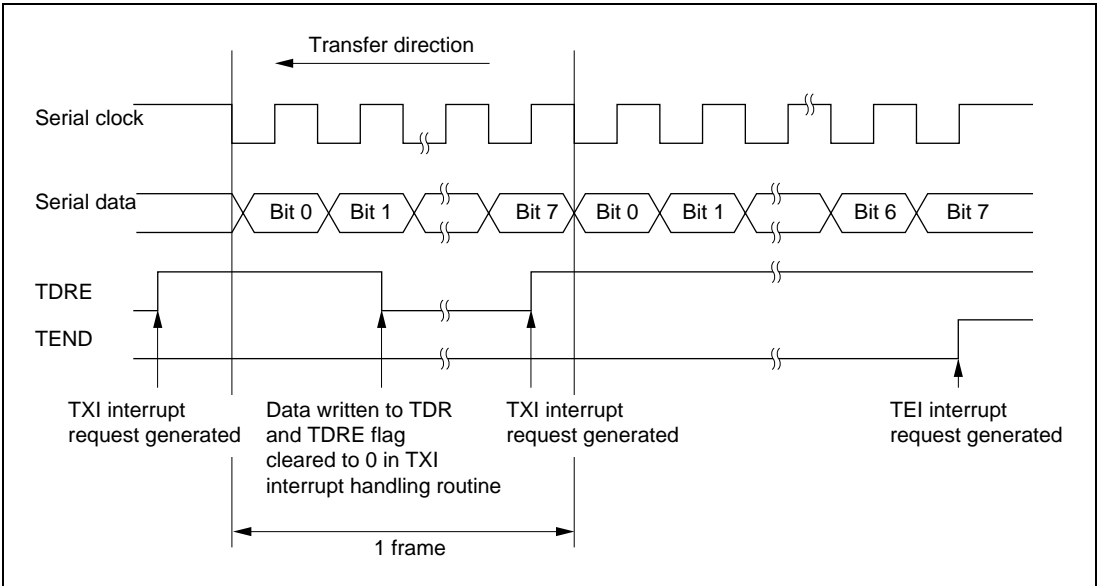 Transfer direction
Serial clock
Serial data
Bit 0
Bit 1
Bit 7
Bit 0
Bit 1
Bit 6
Bit 7
TDRE
TEND
TXI interrupt
request generated
Data written to TDR
and TDRE flag
cleared to 0 in TXI
interrupt handling routine
TXI interrupt
request generated
TEI interrupt
request generated
1 frame